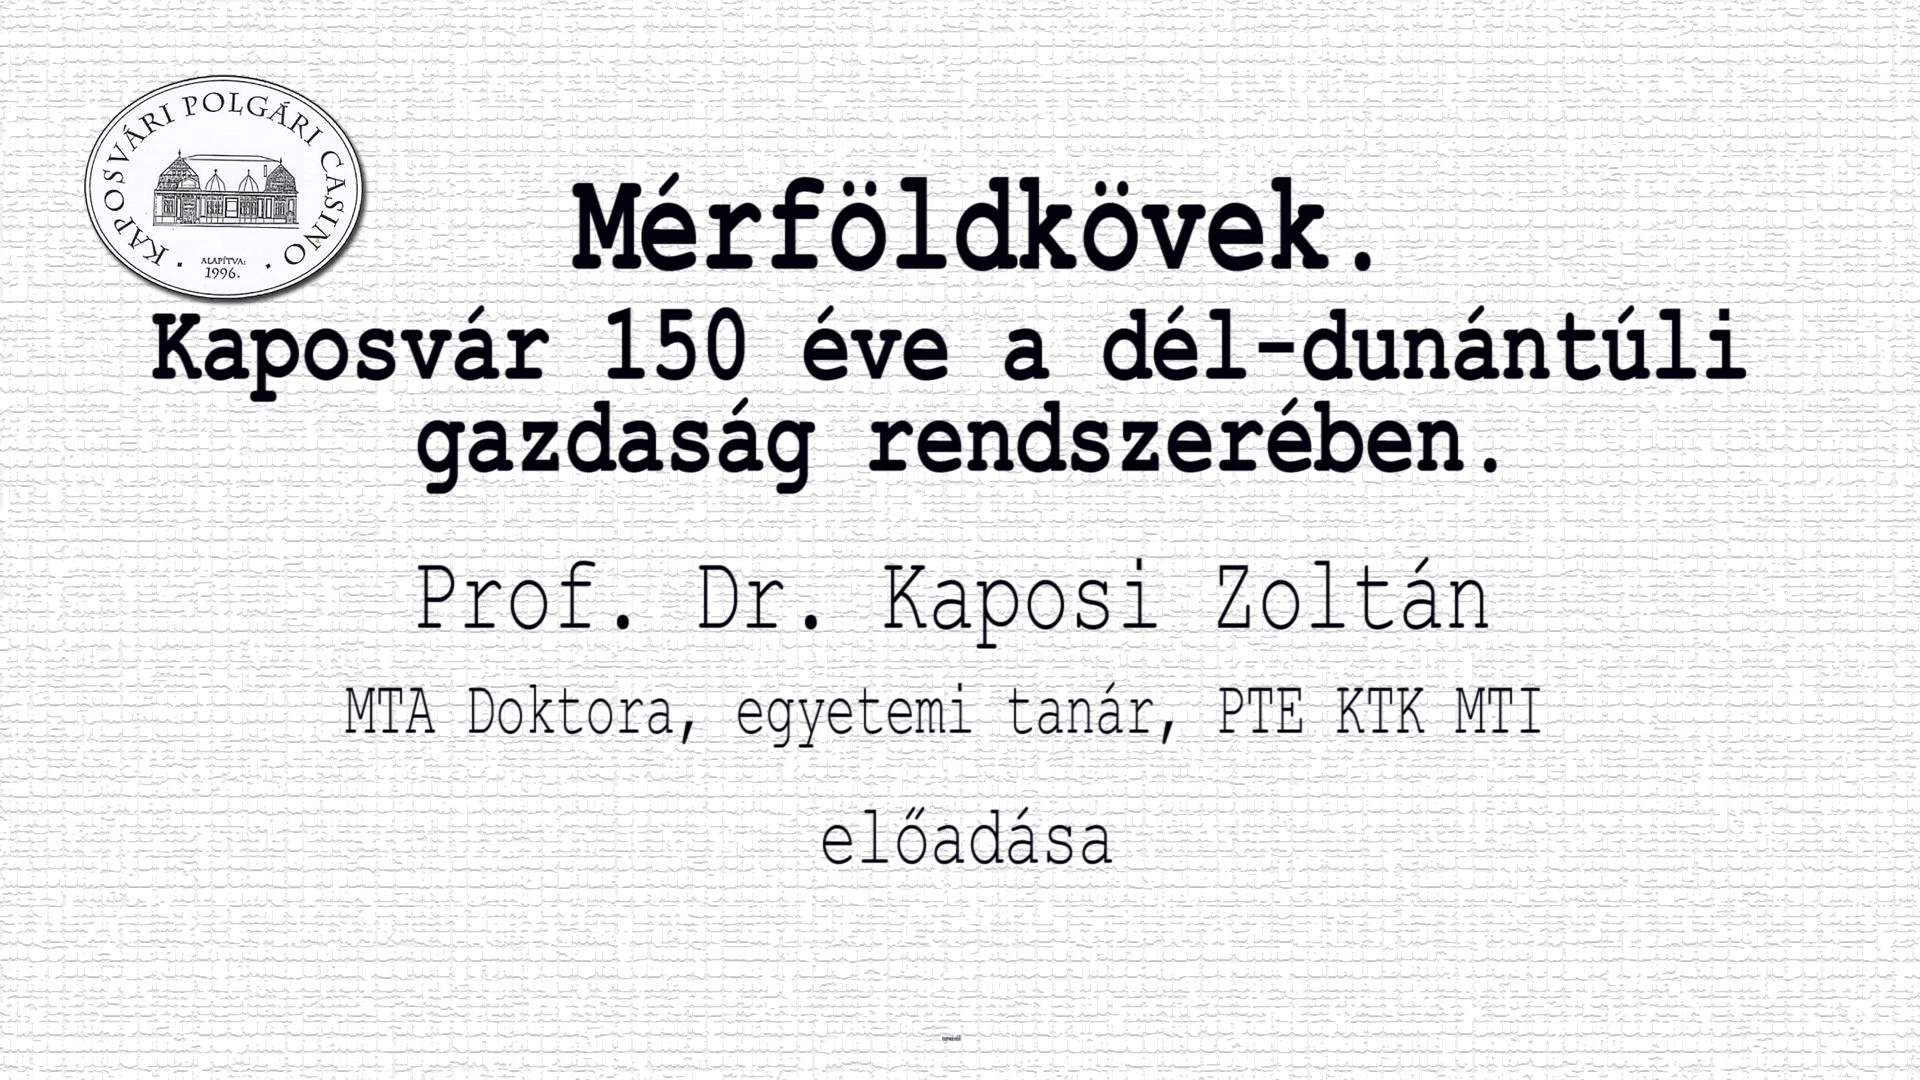 KAPOSVÁRI POLGÁRI CASINO
ALAPÍTVA:
1996.
Mérföldkövek.
Kaposvár 150 éve a dél-dunántúli
gazdaság rendszerében.
Prof. Dr. Kaposi Zoltán
MTA Doktora, egyetemi tanár, PTE KTK MTI
előadása